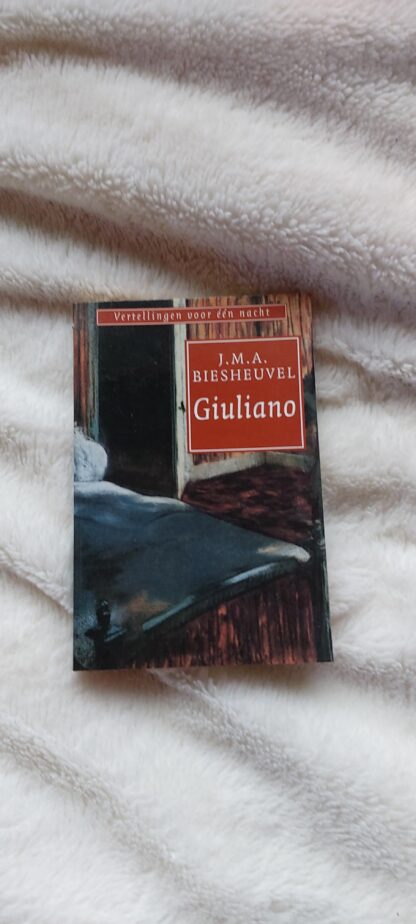 Vertellingen voor één nacht
J.M.A.
BIESHEUVEL
Giuliano